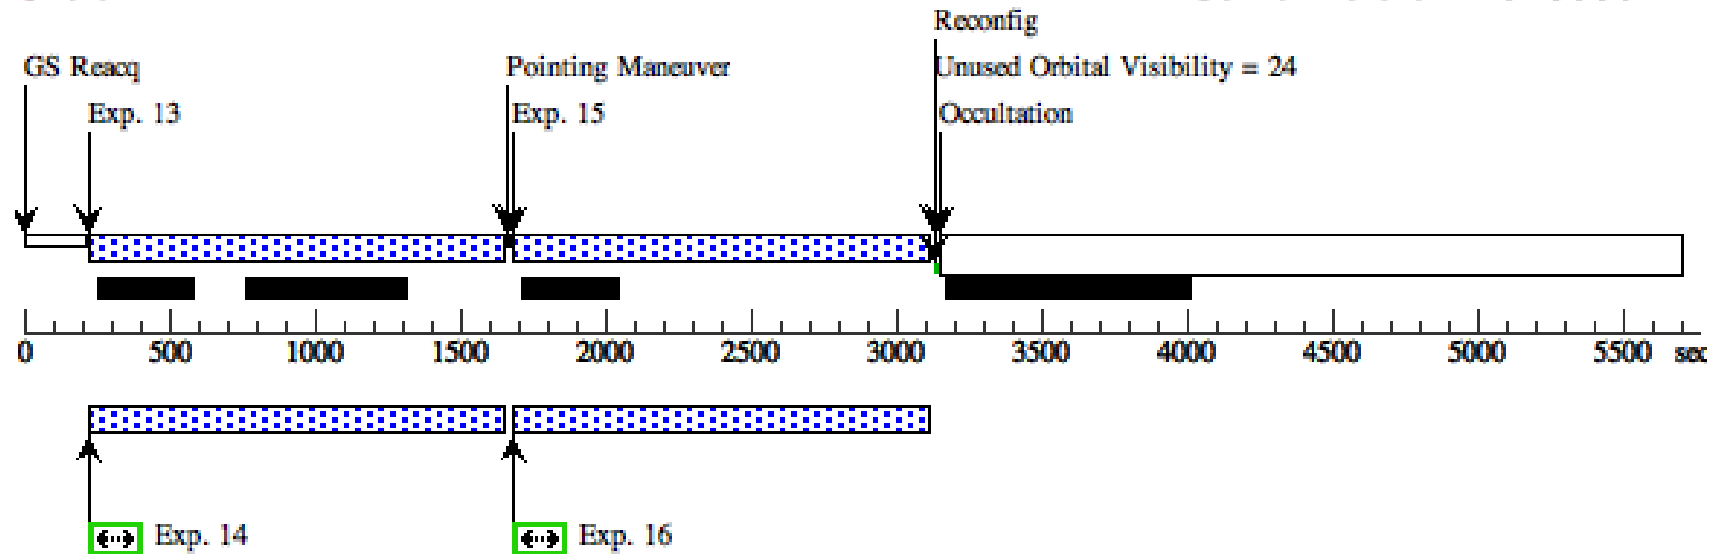 Reconfig
GS Reacq
Pointing Maneuver
Unused Orbital Visibility = 24
Exp. 13
Exp. 15
Occultation
0 500 1000 1500 2000 2500 3000 3500 4000 4500 5000 5500 sec
Exp. 14
Exp. 16